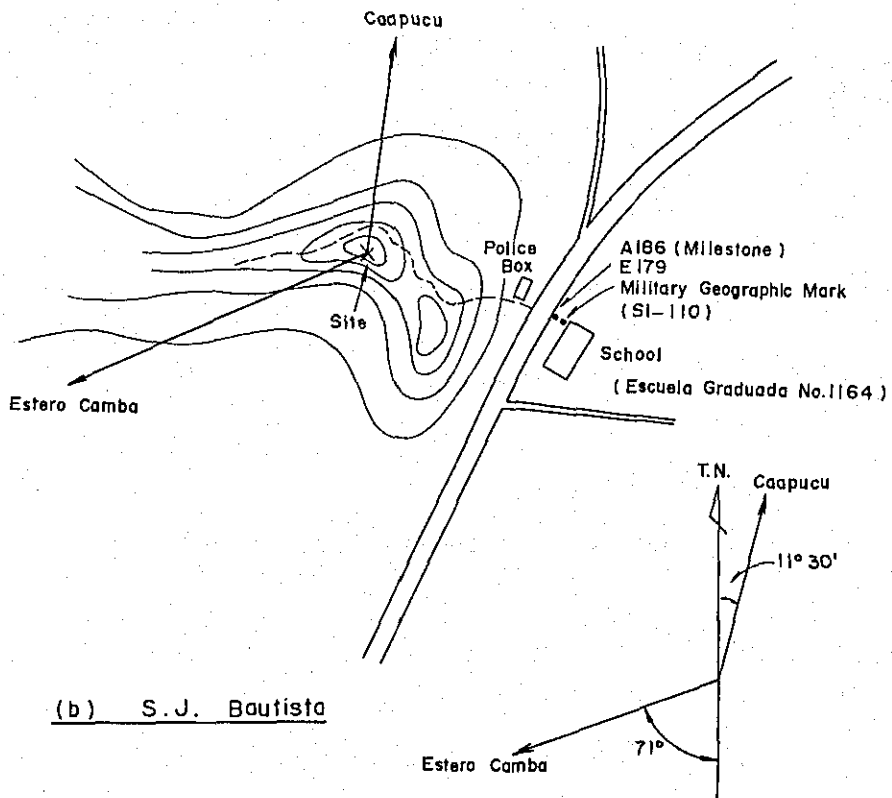 Caapucu
Police
Box
A186 (Milestone)
E179
Military Geographic Mark
(SI-110)
Site
School
(Escuela Graduada No.1164)
Estero Camba
T.N.
Caapucu
11° 30'
(b) S.J. Bautista
71°
Estero Camba